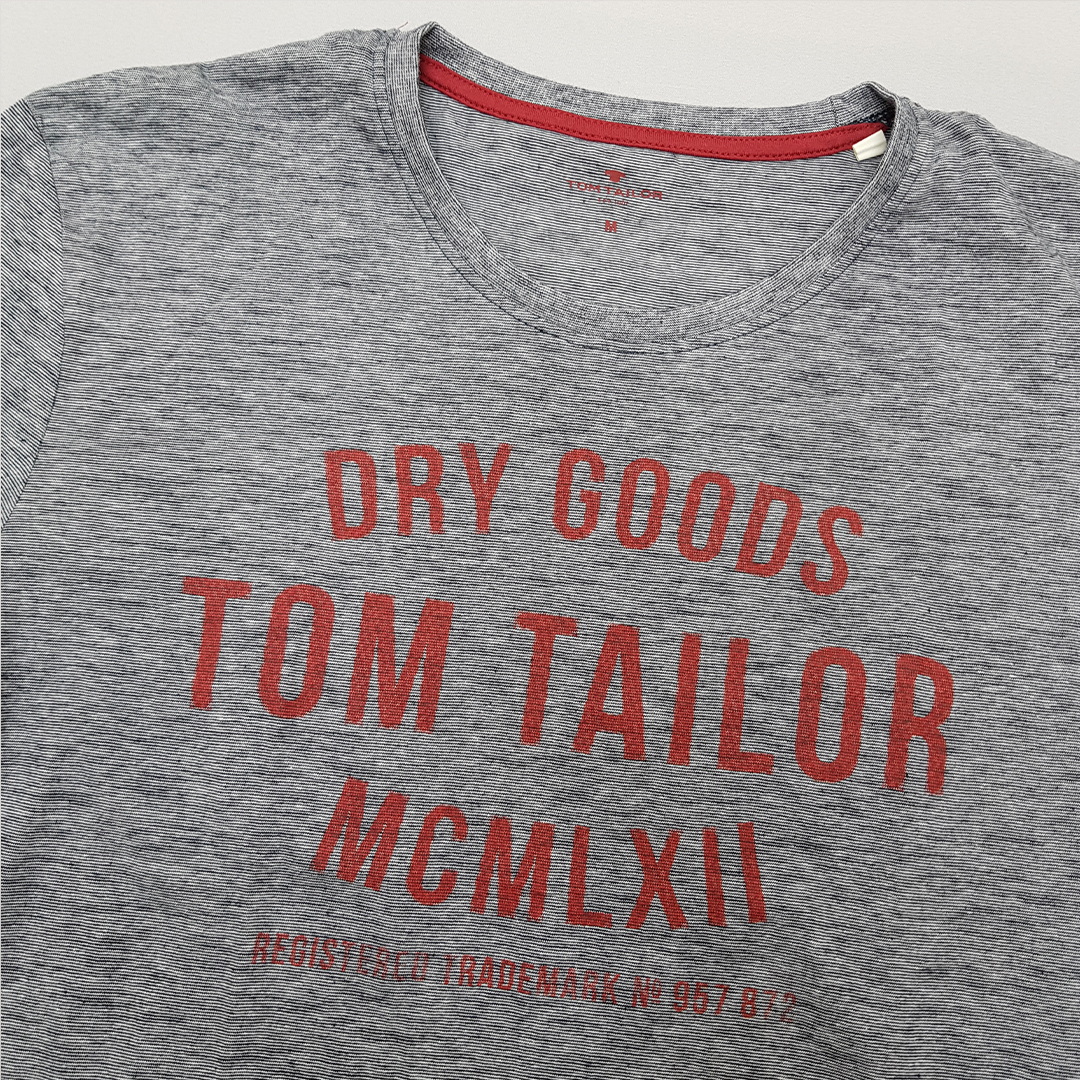 TOM TAILOR
M
DRY GOODS
TOM TAILOR
MCMLXII
REGISTERED TRADEMARK Nº 957 872